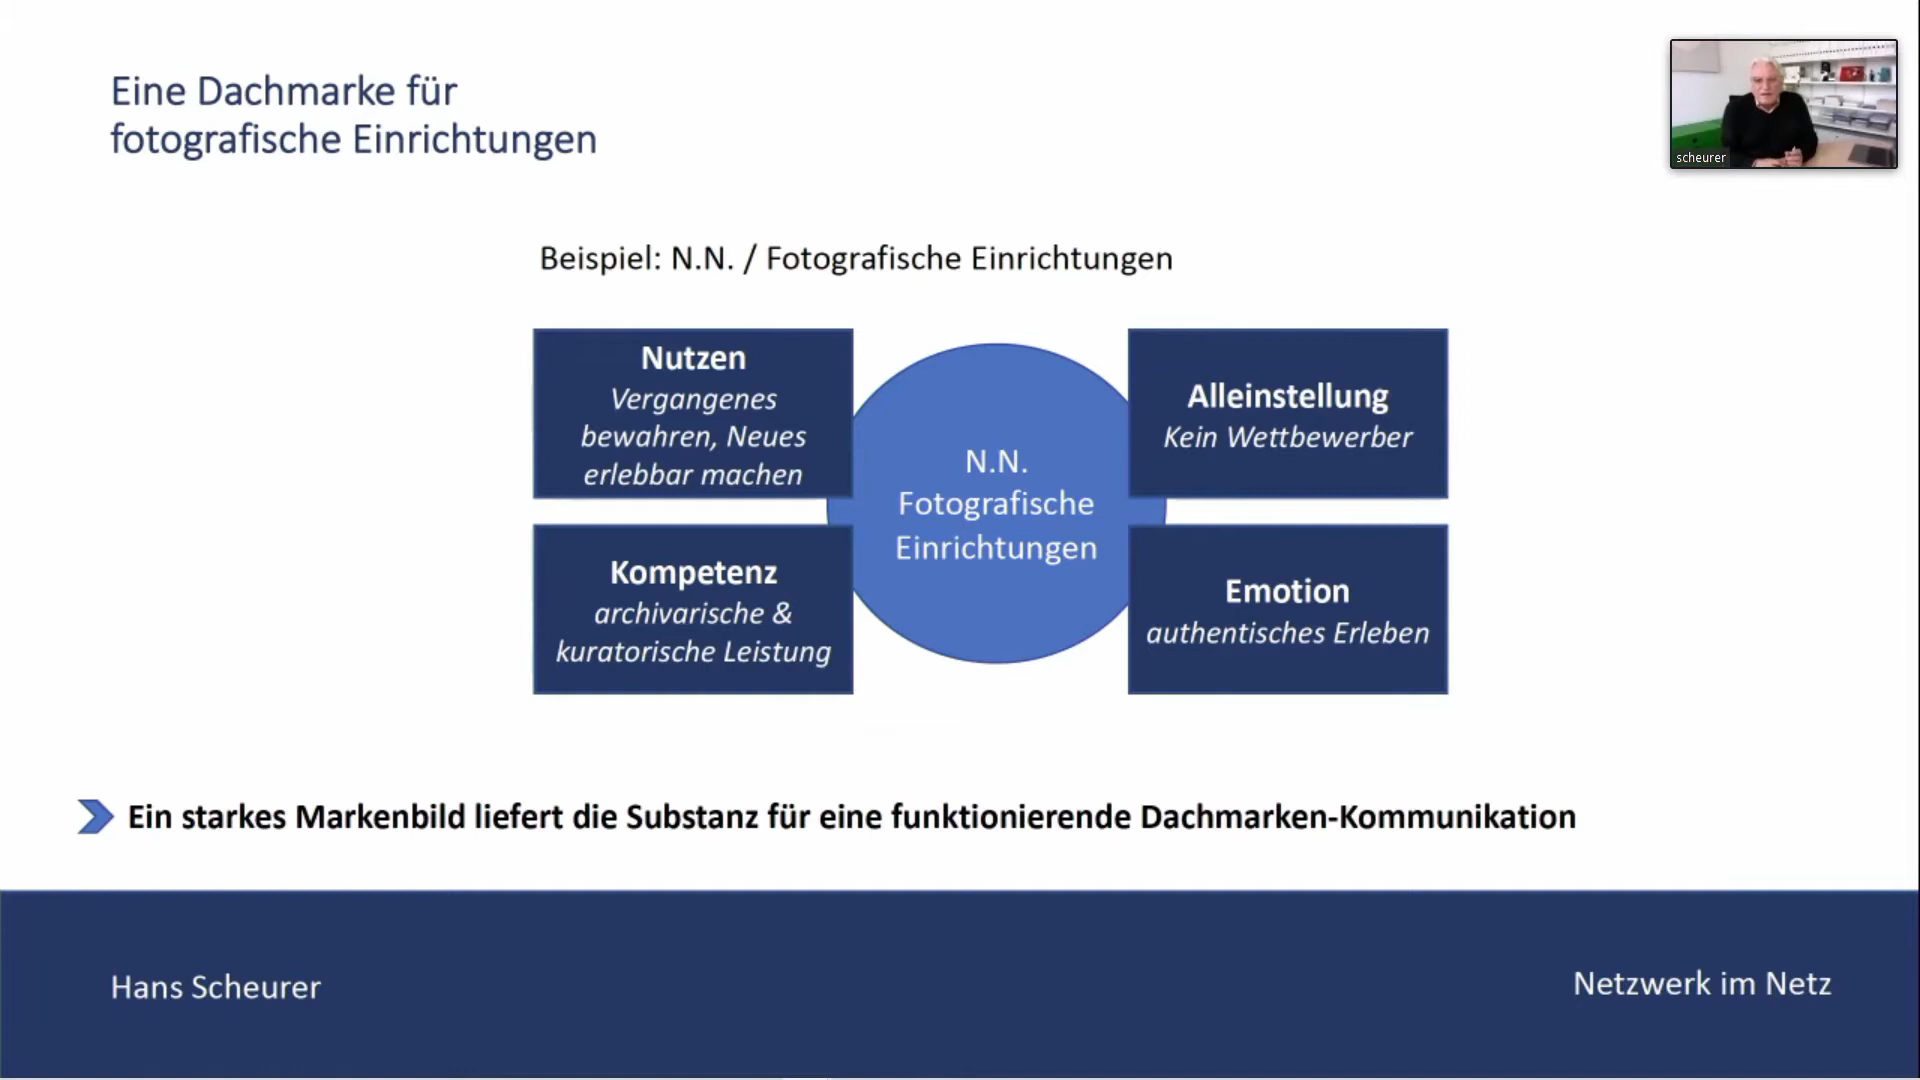 Eine Dachmarke für
fotografische Einrichtungen
scheurer
Beispiel: N.N. / Fotografische Einrichtungen
Nutzen
Vergangenes
bewahren, Neues
erlebbar machen
Alleinstellung
Kein Wettbewerber
N.N.
Fotografische
Einrichtungen
Kompetenz
archivarische &
kuratorische Leistung
Emotion
authentisches Erleben
Ein starkes Markenbild liefert die Substanz für eine funktionierende Dachmarken-Kommunikation
Hans Scheurer
Netzwerk im Netz